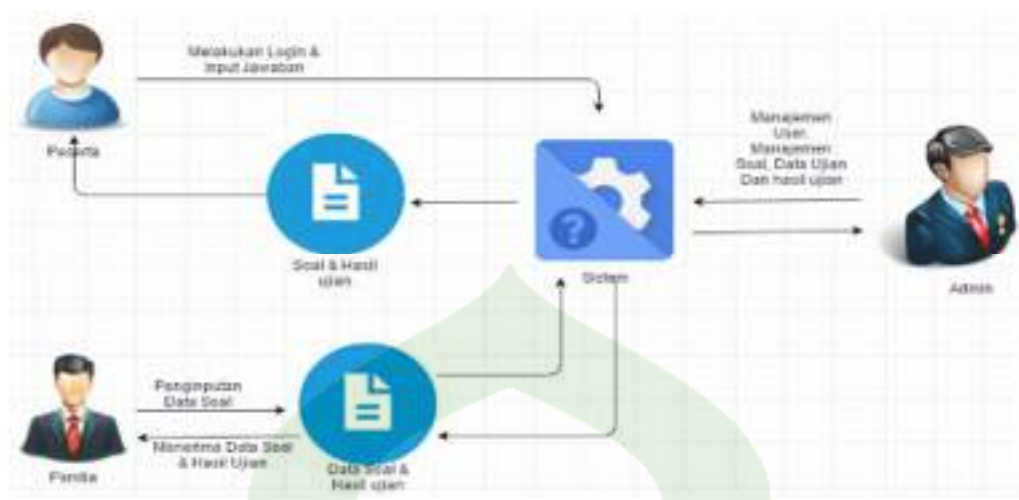 Melakukan Login &
Input Jawaban
Peserta
Soal & Hasil
ujian
Sistem
Manajemen
User.
Manajemen
Soal, Data Ujian
Dan hasil ujian
Admin
Penginputan
Data Soal
Menerima Data Soal
& Hasil Ujian
Panitia
Data Soal &
Hasil ujian